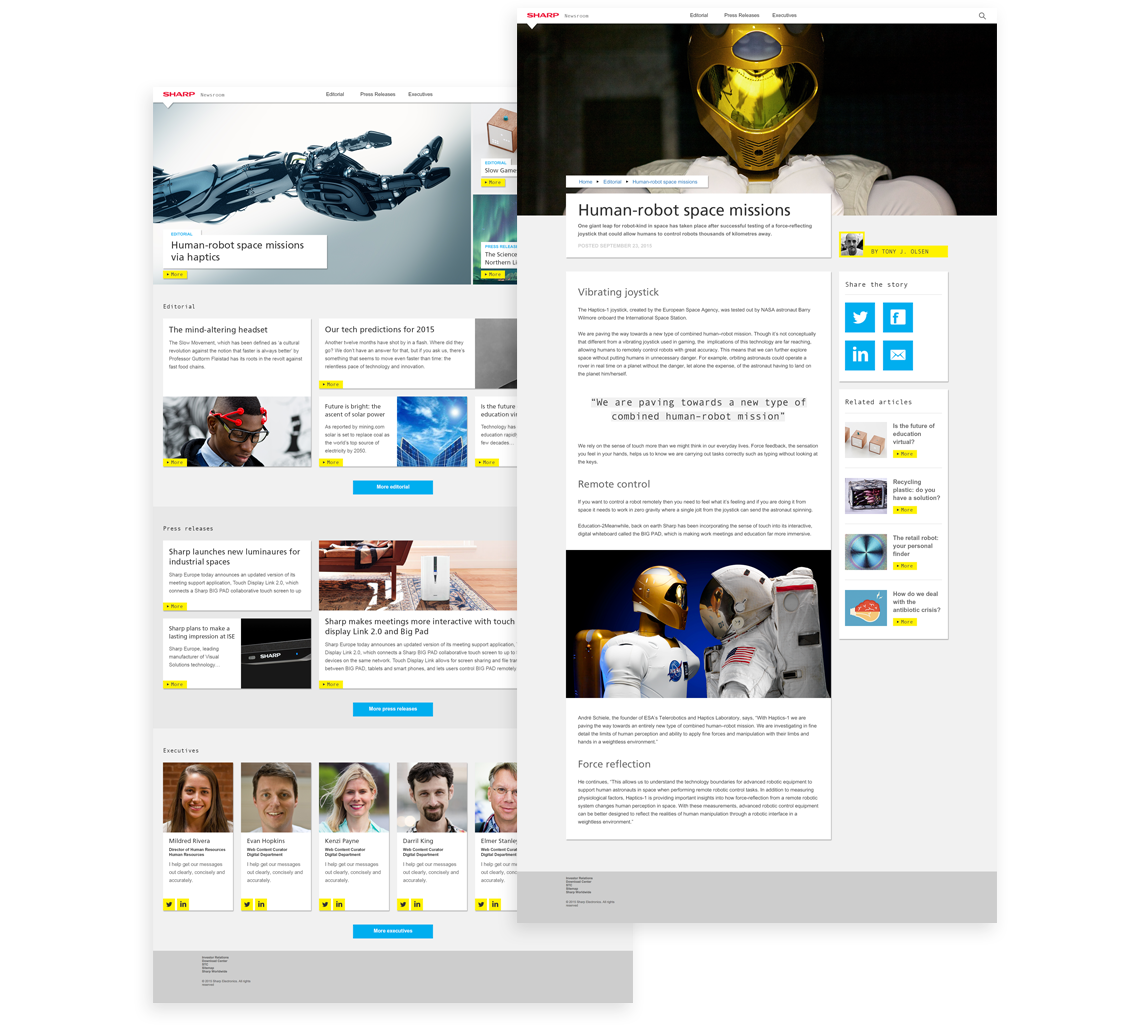 SHARP Newsroom
Editorial Press Releases Executives
EDITORIAL
Human-robot space missions
via haptics
More
EDITORIAL
Slow Game
More
PRESS RELEAS
The Science
Northern Li
More
Editorial
The mind-altering headset
The Slow Movement, which has been defined as 'a cultural
revolution against the notion that faster is always better' by
Professor Guttorm Fløistad has its roots in the revolt against
fast food chains.
More
Our tech predictions for 2015
Another twelve months have shot by in a flash. Where did they
go? We don't have an answer for that, but if you ask us, there's
something that seems to move even faster than time: the
relentless pace of technology and innovation.
More
Future is bright: the
ascent of solar power
As reported by mining.com
solar is set to replace coal as
the world's top source of
electricity by 2050.
More
Is the future
education vir
Technology has
education rapidl
few decades...
More
More editorial
Press releases
Sharp launches new luminaures for
industrial spaces
Sharp Europe today announces an updated version of its
meeting support application, Touch Display Link 2.0, which
connects a Sharp BIG PAD collaborative touch screen to up
More
Sharp plans to make a
lasting impression at ISE
Sharp Europe, leading
manufacturer of Visual
Solutions technology...
More
SHARP
Sharp makes meetings more interactive with touch
display Link 2.0 and Big Pad
Sharp Europe today announces an updated version of its meeting support application,
Display Link 2.0, which connects a Sharp BIG PAD collaborative touch screen to up to
devices on the same network. Touch Display Link allows for screen sharing and the tran
between BIG PAD, tablets and smart phones, and lets users control BIG PAD remotely
More
More press releases
Executives
Mildred Rivera
Director of Human Resources
Human Resources
I help get our messages
out clearly, concisely and
accurately.
Evan Hopkins
Web Content Curator
Digital Department
I help get our messages
out clearly, concisely and
accurately.
Kenzi Payne
Web Content Curator
Digital Department
I help get our messages
out clearly, concisely and
accurately.
Darril King
Web Content Curator
Digital Department
I help get our messages
out clearly, concisely and
accurately.
Elmer Stanle
Web Content Cura
Digital Departmen
I help get our
out clearly, co
accurately.
More executives
Investor Relations
Download Center
Sitemap
Sharp Worldwide
© 2015 Sharp Electronics. All rights
reserved
SHARP Newsroom
Editorial Press Releases Executives
Home Editorial Human-robot space missions
Human-robot space missions
One giant leap for robot-kind in space has taken place after successful testing of a force-reflecting
joystick that could allow humans to control robots thousands of kilometres away.
POSTED SEPTEMBER 23, 2015
BY TONY J. OLSEN
Vibrating joystick
The Haptics-1 joystick, created by the European Space Agency, was tested out by NASA astronaut Barry
Wilmore onboard the International Space Station.
We are paving the way towards a new type of combined human-robot mission. Though it's not conceptually
that different from a vibrating joystick used in gaming, the implications of this technology are far reaching,
allowing humans to remotely control robots with great accuracy. This means that we can further explore
space without putting humans in unnecessary danger. For example, orbiting astronauts could operate a
rover in real time on a planet without the danger, let alone the expense, of the astronaut having to land on
the planet him/herself.
"We are paving towards a new type of
combined human-robot mission"
We rely on the sense of touch more than we might think in our everyday lives. Force feedback, the sensation
you feel in your hands, helps us to know we are carrying out tasks correctly such as typing without looking at
the keys.
Remote control
If you want to control a robot remotely then you need to feel what it's feeling and if you are doing it from
space it needs to work in zero gravity where a single jolt from the joystick can send the astronaut spinning.
Education-2Meanwhile, back on earth Sharp has been incorporating the sense of touch into its interactive,
digital whiteboard called the BIG PAD, which is making work meetings and education far more immersive.
NASA
André Schiele, the founder of ESA's Telerobotics and Haptics Laboratory, says, "With Haptics-1 we are
paving the way towards an entirely new type of combined human–robot mission. We are investigating in fine
detail the limits of human perception and ability to apply fine forces and manipulation with their limbs and
hands in a weightless environment."
Force reflection
He continues, "This allows us to understand the technology boundaries for advanced robotic equipment to
support human astronauts in space when performing remote robotic control tasks. In addition to measuring
physiological factors, Haptics-1 is providing important insights into how force-reflection from a remote robotic
system changes human perception in space. With these measurements, advanced robotic control equipment
can be better designed to reflect the realities of human manipulation through a robotic interface in a
weightless environment."
Share the story
Related articles
Is the future of
education
virtual?
More
Recycling
plastic: do you
have a solution?
More
The retail robot:
your personal
finder
More
How do we deal
with the
antibiotic crisis?
More
Investor Relations
Download Center
Sitemap
Sharp Worldwide
© 2015 Sharp Electronics. All rights
reserved